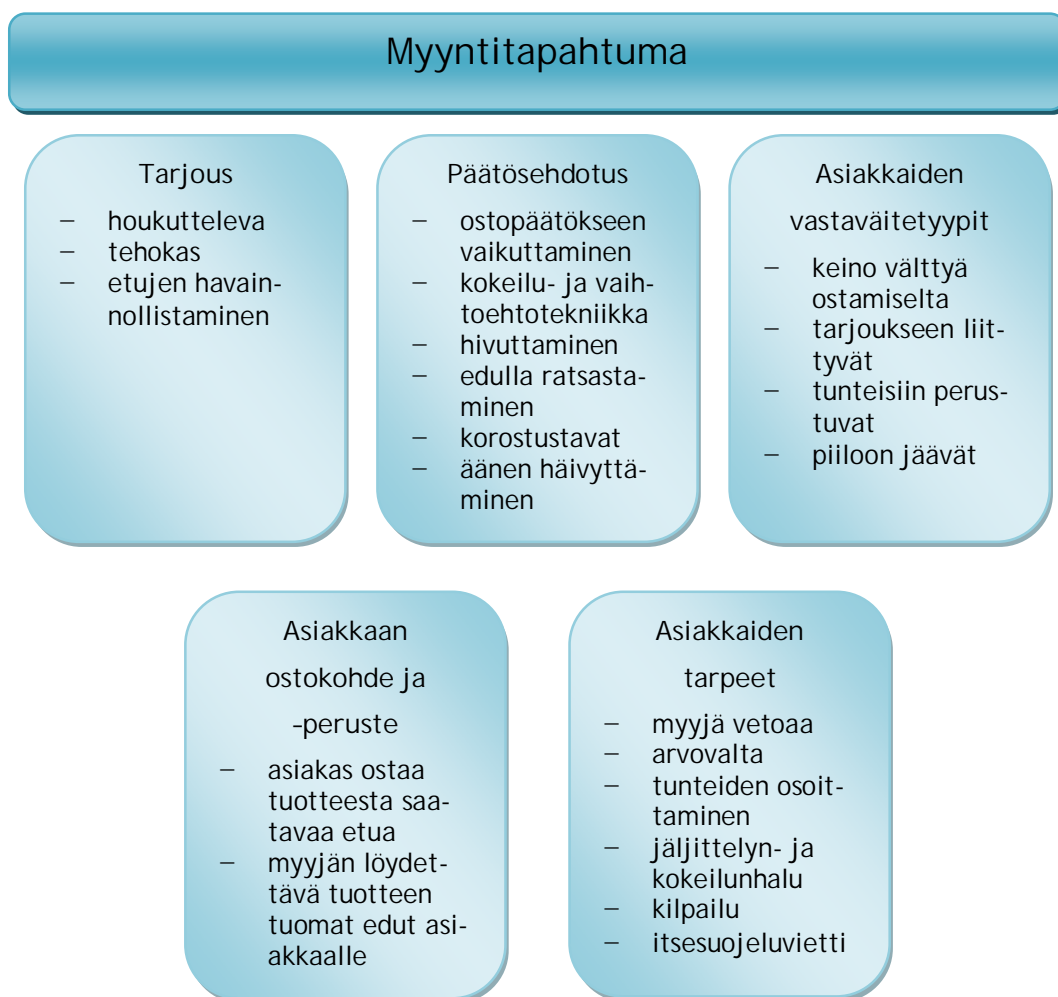 Myyntitapahtuma
Tarjous
– houkutteleva
– tehokas
– etujen havain-
nollistaminen
Päätösehdotus
– ostopäätökseen
vaikuttaminen
– kokeilu- ja vaih-
toehtotekniikka
– hivuttaminen
– edulla ratsasta-
minen
– korostustavat
– äänen häivyttä-
minen
Asiakkaiden
vastaväitetyypit
– keino välttyä
ostamiselta
– tarjoukseen liit-
tyvät
– tunteisiin perus-
tuvat
– piiloon jäävät
Asiakkaan
ostokohde ja
-peruste
– asiakas ostaa
tuotteesta saa-
tavaa etua
– myyjän löydet-
tävä tuotteen
tuomat edut asi-
akkaalle
Asiakkaiden
tarpeet
– myyjä vetoaa
– arvovalta
– tunteiden osoit-
taminen
– jäljittelyn- ja
kokeilunhalu
– kilpailu
– itsesuojeluvietti